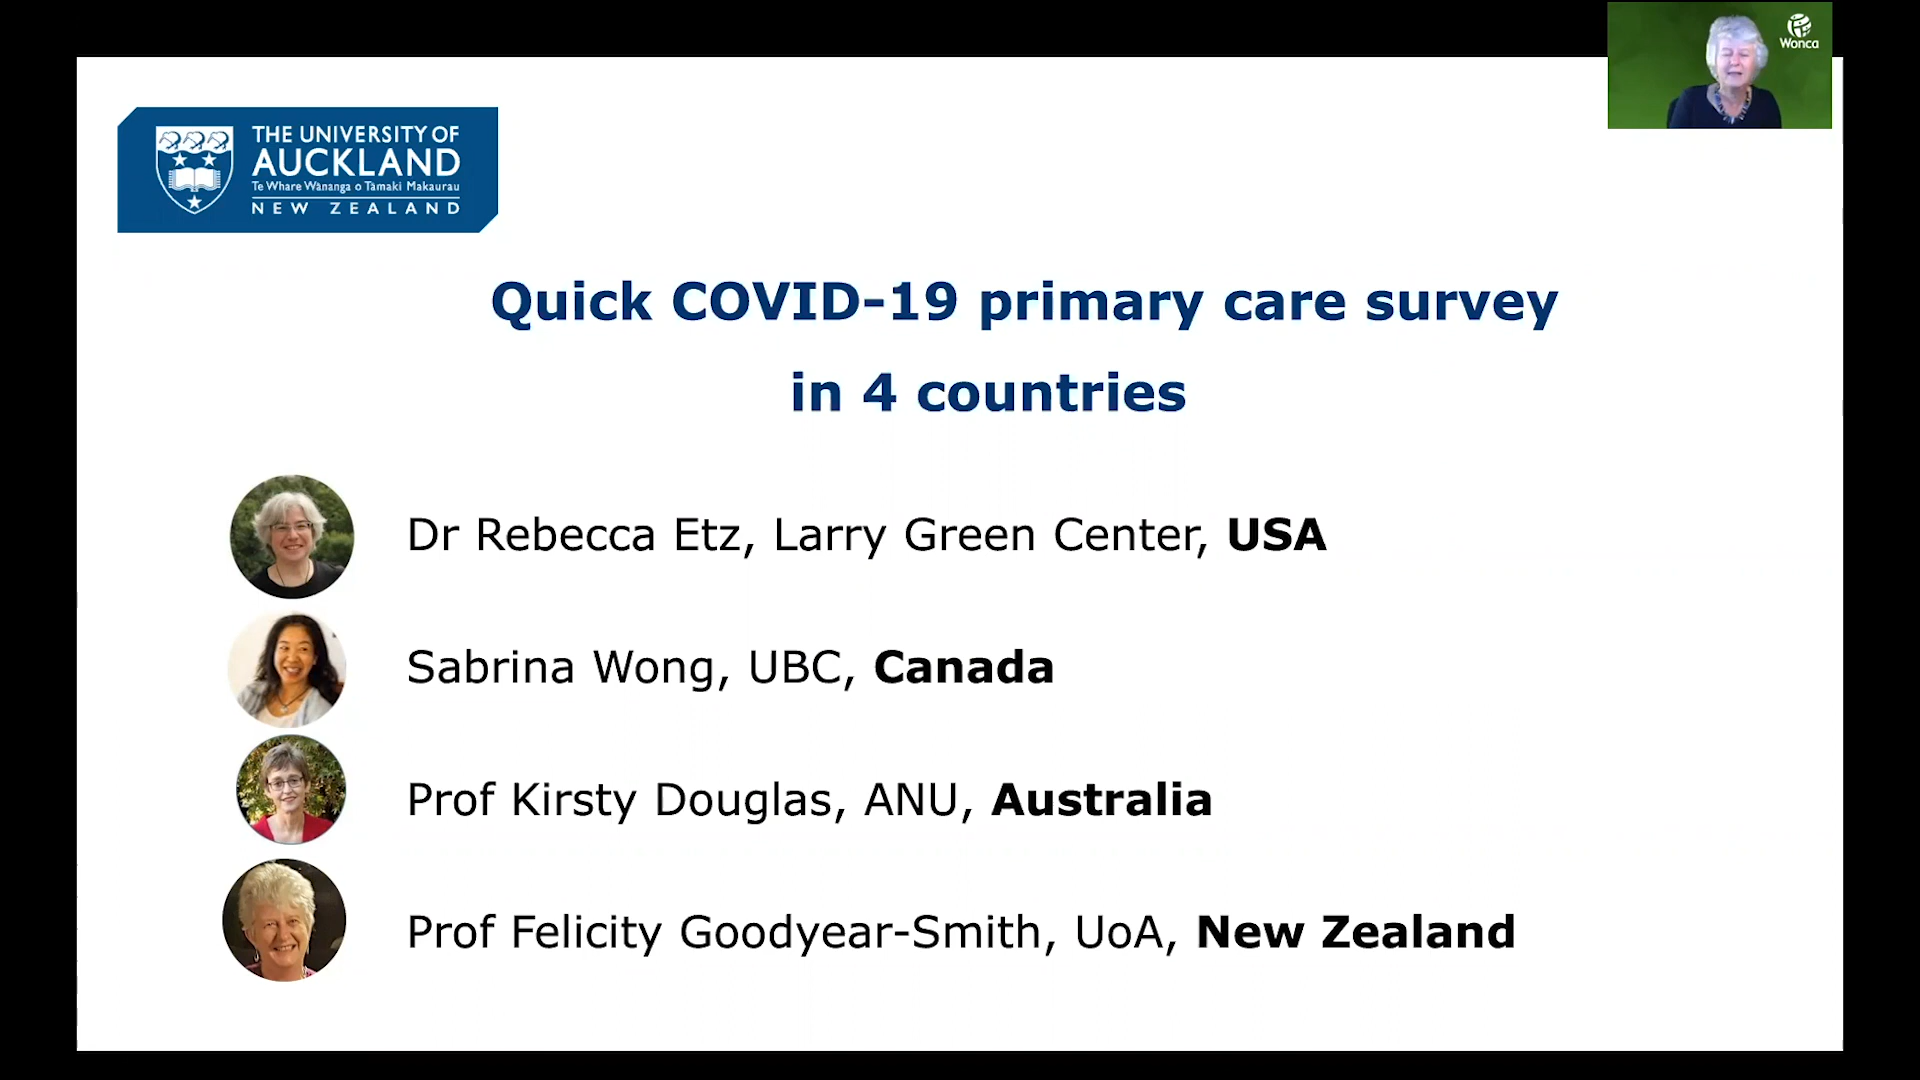 Wonca
THE UNIVERSITY OF
AUCKLAND
Te Whare Wānanga o Tāmaki Makaurau
NEW ZEALAND
Quick COVID-19 primary care survey
in 4 countries
Dr Rebecca Etz, Larry Green Center, USA
Sabrina Wong, UBC, Canada
Prof Kirsty Douglas, ANU, Australia
Prof Felicity Goodyear-Smith, UoA, New Zealand